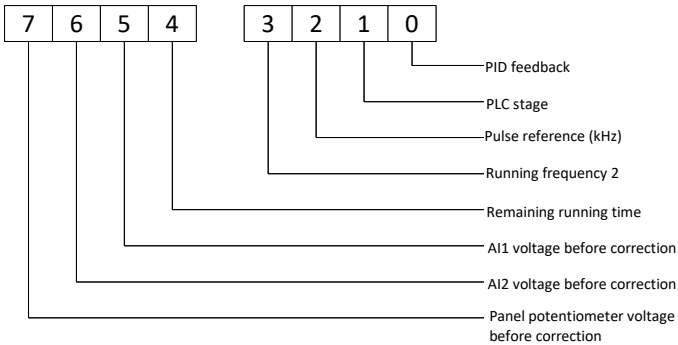 7 6 5 4 3 2 1 0
PID feedback
PLC stage
Pulse reference (kHz)
Running frequency 2
Remaining running time
AI1 voltage before correction
AI2 voltage before correction
Panel potentiometer voltage
before correction